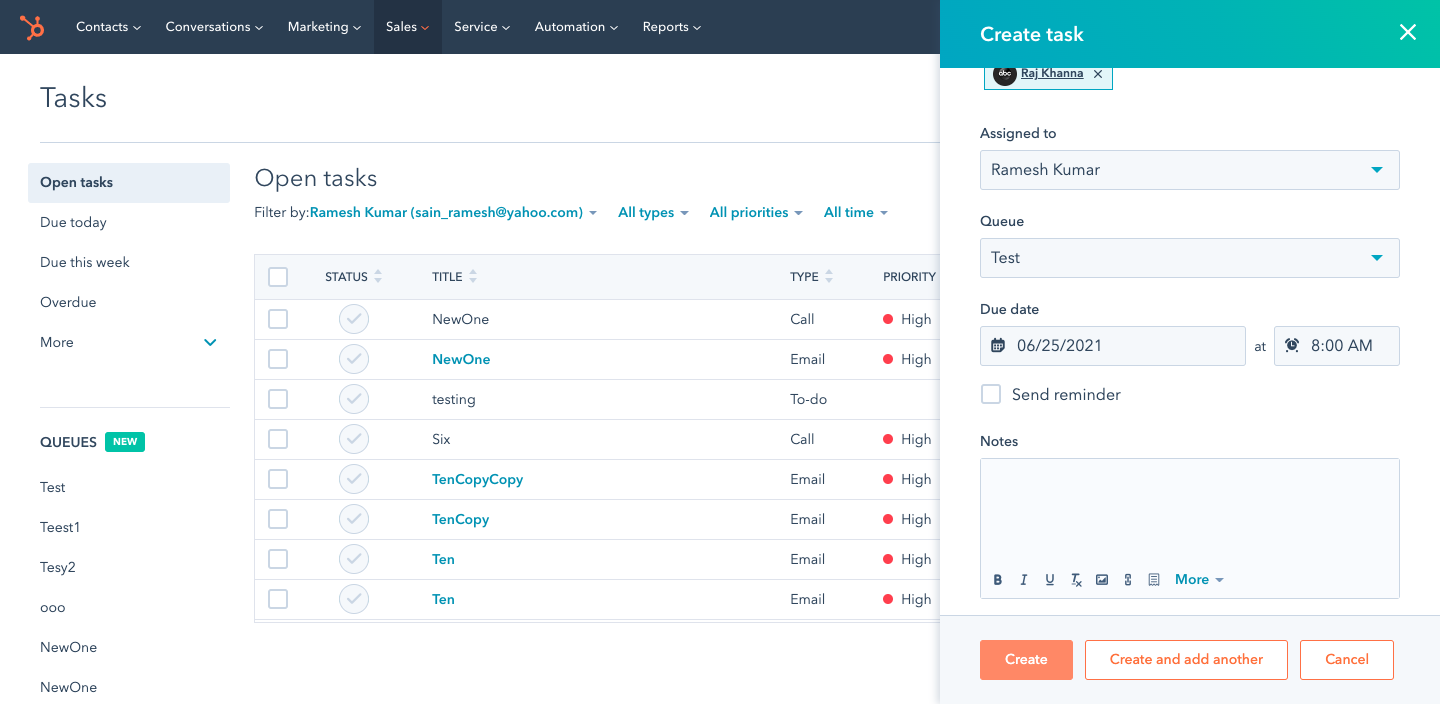 Contacts Conversations Marketing Sales Service Automation Reports
Tasks
Open tasks
Due today
Due this week
Overdue
More
QUEUES NEW
Test
Teest1
Tesy2
ooo
NewOne
NewOne
Open tasks
Filter by: Ramesh Kumar (sain_ramesh@yahoo.com) All types All priorities All time
STATUS TITLE TYPE PRIORITY
NewOne Call High
NewOne Email High
testing To-do
Six Call High
TenCopyCopy Email High
TenCopy Email High
Ten Email High
Ten Email High
Create task
abc Raj Khanna
Assigned to
Ramesh Kumar
Queue
Test
Due date
06/25/2021 at 8:00 AM
Send reminder
Notes
B I U Tx More
Create Create and add another Cancel